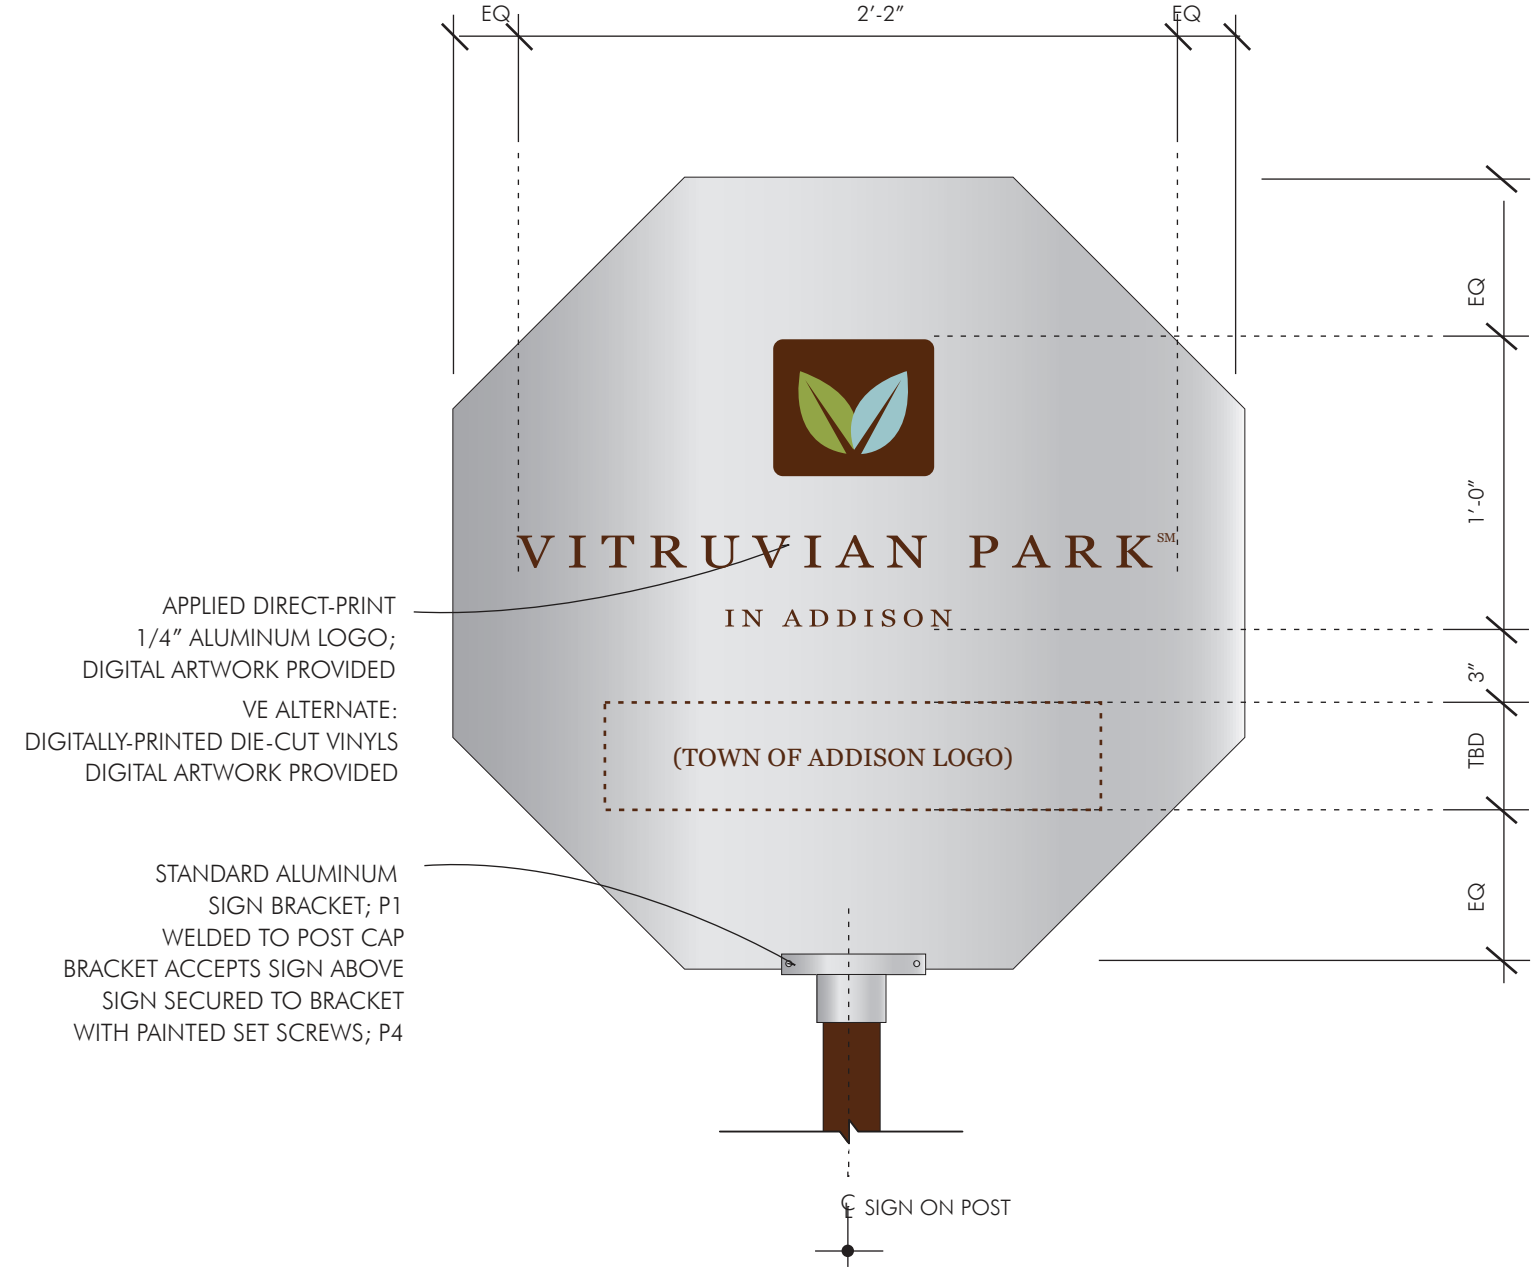 EQ
2'-2"
EQ
EQ
1'-0"
3"
TBD
EQ
VITRUVIAN PARK℠
IN ADDISON
(TOWN OF ADDISON LOGO)
APPLIED DIRECT-PRINT
1/4" ALUMINUM LOGO;
DIGITAL ARTWORK PROVIDED
VE ALTERNATE:
DIGITALLY-PRINTED DIE-CUT VINYLS
DIGITAL ARTWORK PROVIDED
STANDARD ALUMINUM
SIGN BRACKET; P1
WELDED TO POST CAP
BRACKET ACCEPTS SIGN ABOVE
SIGN SECURED TO BRACKET
WITH PAINTED SET SCREWS; P4
℄ SIGN ON POST